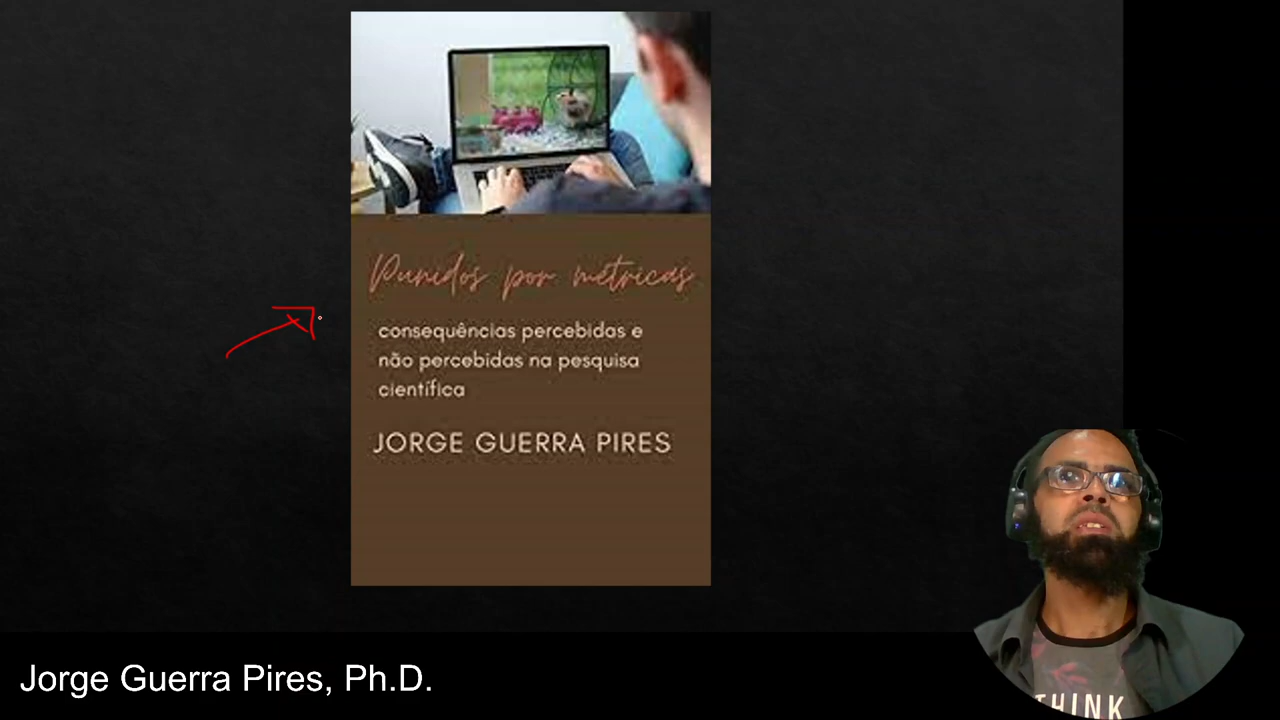 Punidos por métricas
consequências percebidas e
não percebidas na pesquisa
científica
JORGE GUERRA PIRES
THINK
Jorge Guerra Pires, Ph.D.